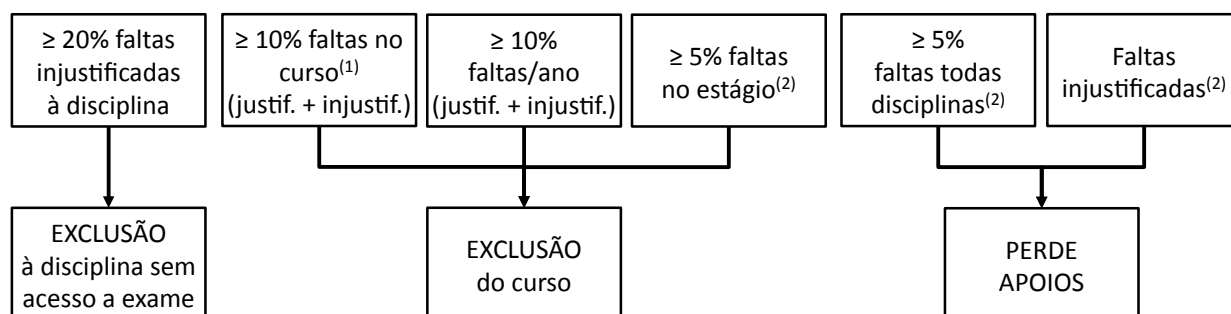 ≥ 20% faltas
injustificadas
à disciplina
≥ 10% faltas no
curso(1)
(justif. + injustif.)
≥ 10%
faltas/ano
(justif. + injustif.)
≥ 5% faltas
no estágio(2)
≥ 5%
faltas todas
disciplinas(2)
Faltas
injustificadas(2)
EXCLUSÃO
à disciplina sem
acesso a exame
EXCLUSÃO
do curso
PERDE
APOIOS